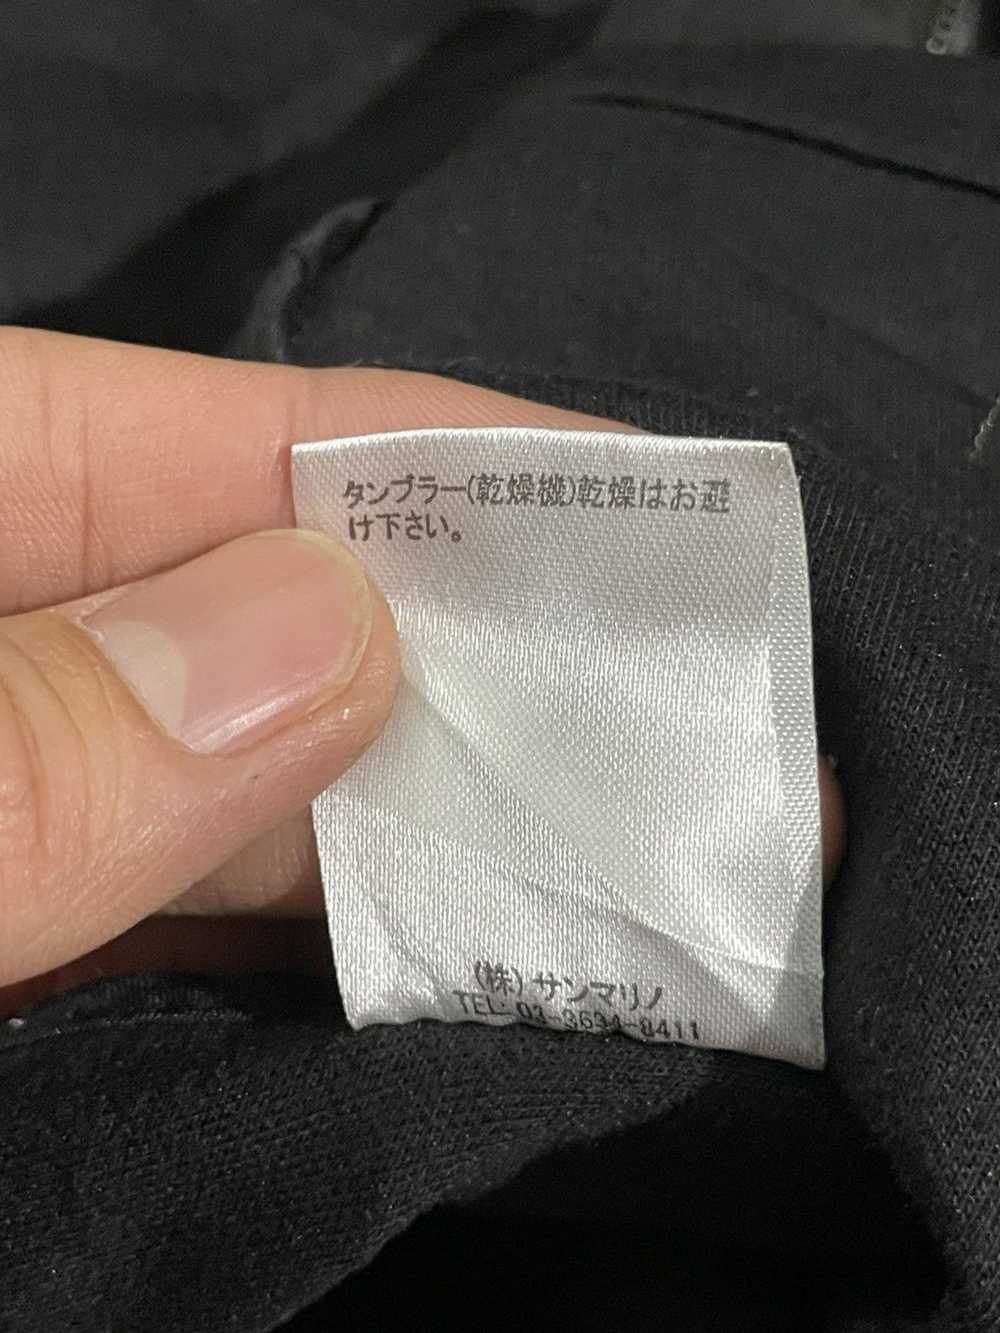 タンブラー(乾燥機)乾燥はお避
け下さい。
(株)サンマリノ
TEL: 03-3634-8411